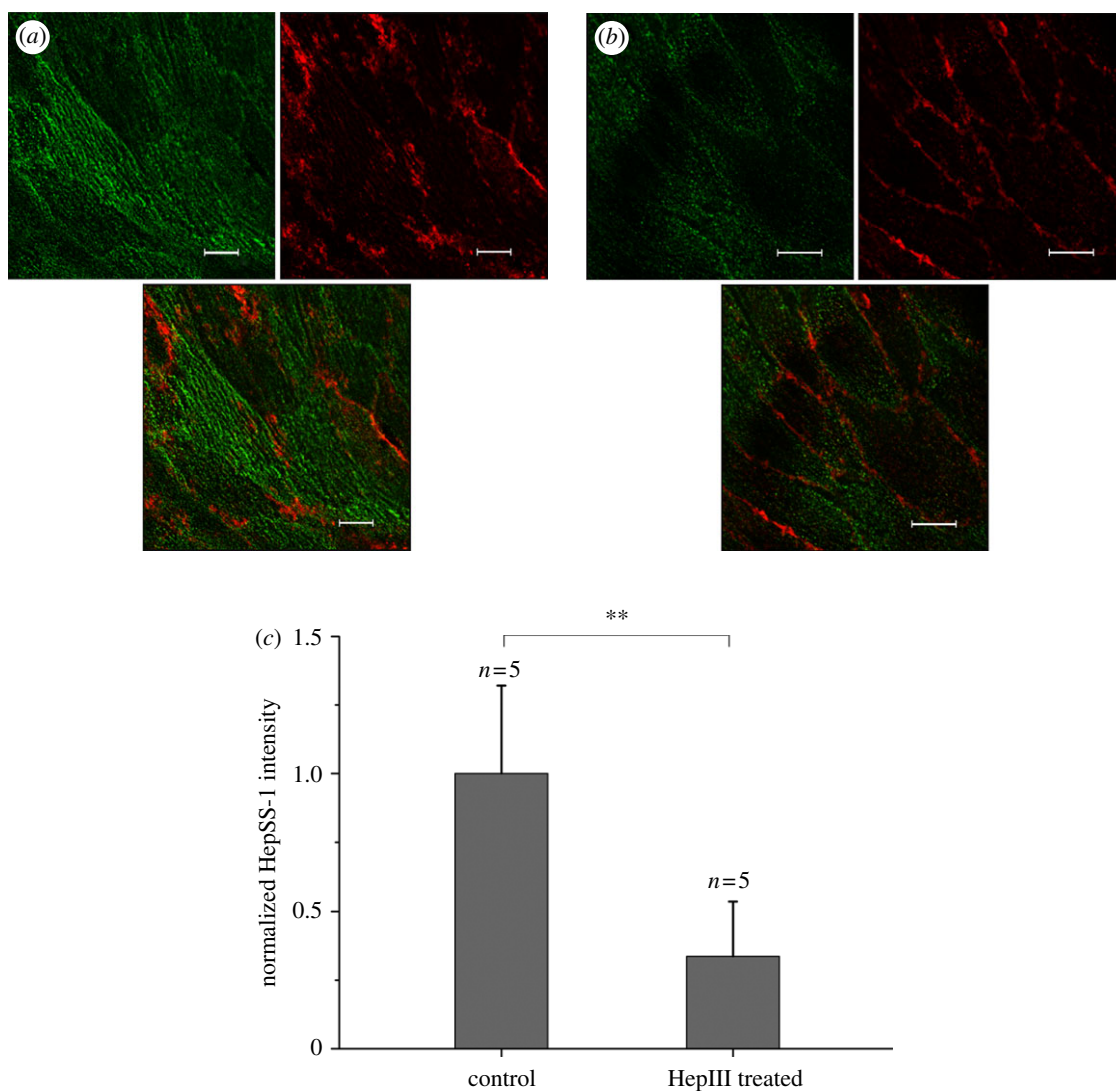 (a)
(b)
(c)
**
1.5
n=5
1.0
n=5
0.5
0
normalized HepSS-1 intensity
control
HepIII treated